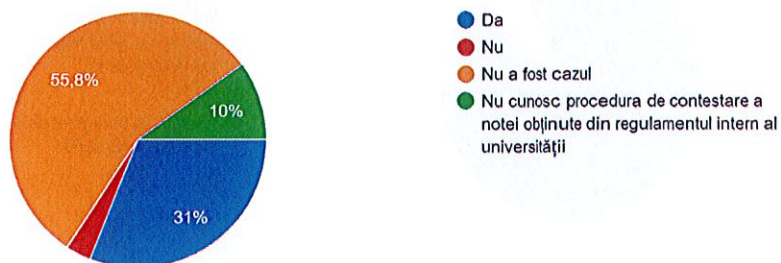 55,8%
10%
31%
Da
Nu
Nu a fost cazul
Nu cunosc procedura de contestare a
notei obținute din regulamentul intern al
universității